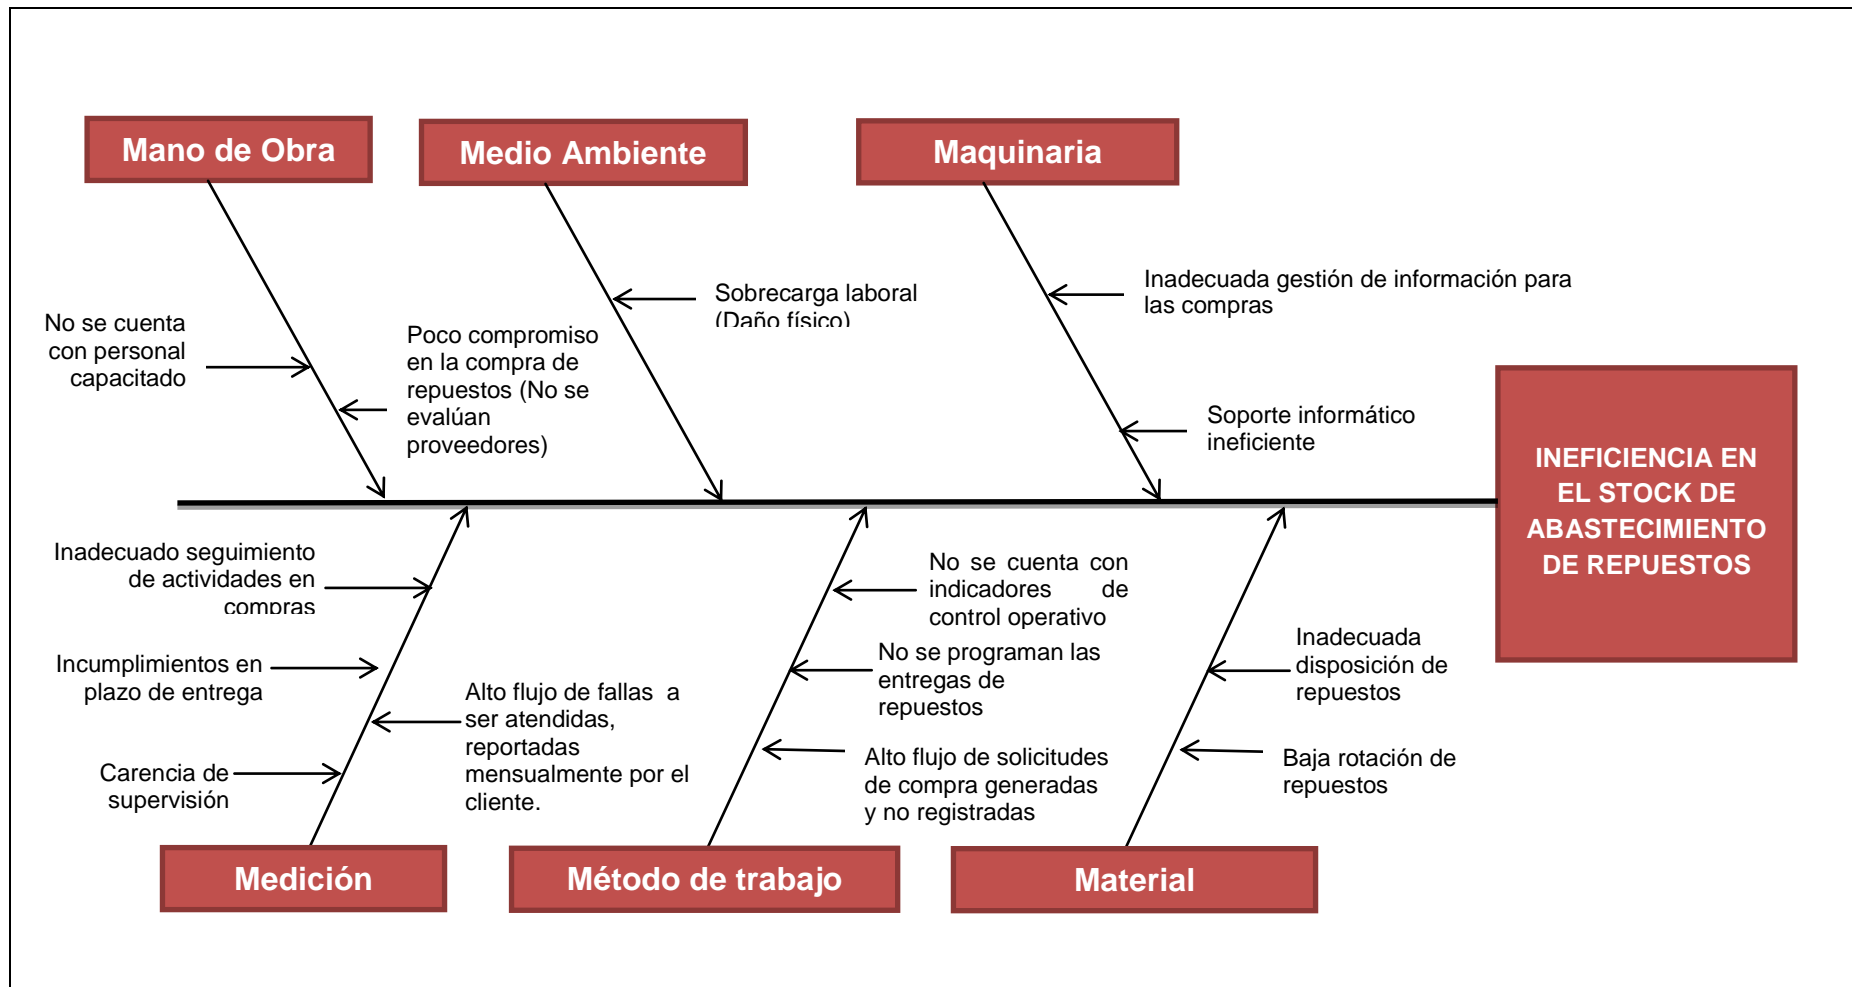 Mano de Obra
Medio Ambiente
Maquinaria
No se cuenta
con personal
capacitado
Poco compromiso
en la compra de
repuestos (No se
evalúan
proveedores)
Sobrecarga laboral
(Daño físico)
Inadecuada gestión de información para
las compras
Soporte informático
ineficiente
INEFICIENCIA EN
EL STOCK DE
ABASTECIMIENTO
DE REPUESTOS
Inadecuado seguimiento
de actividades en
compras
Incumplimientos en
plazo de entrega
Carencia de
supervisión
Alto flujo de fallas a
ser atendidas,
reportadas
mensualmente por el
cliente.
No se cuenta con
indicadores de
control operativo
No se programan las
entregas de
repuestos
Alto flujo de solicitudes
de compra generadas
y no registradas
Inadecuada
disposición de
repuestos
Baja rotación de
repuestos
Medición
Método de trabajo
Material